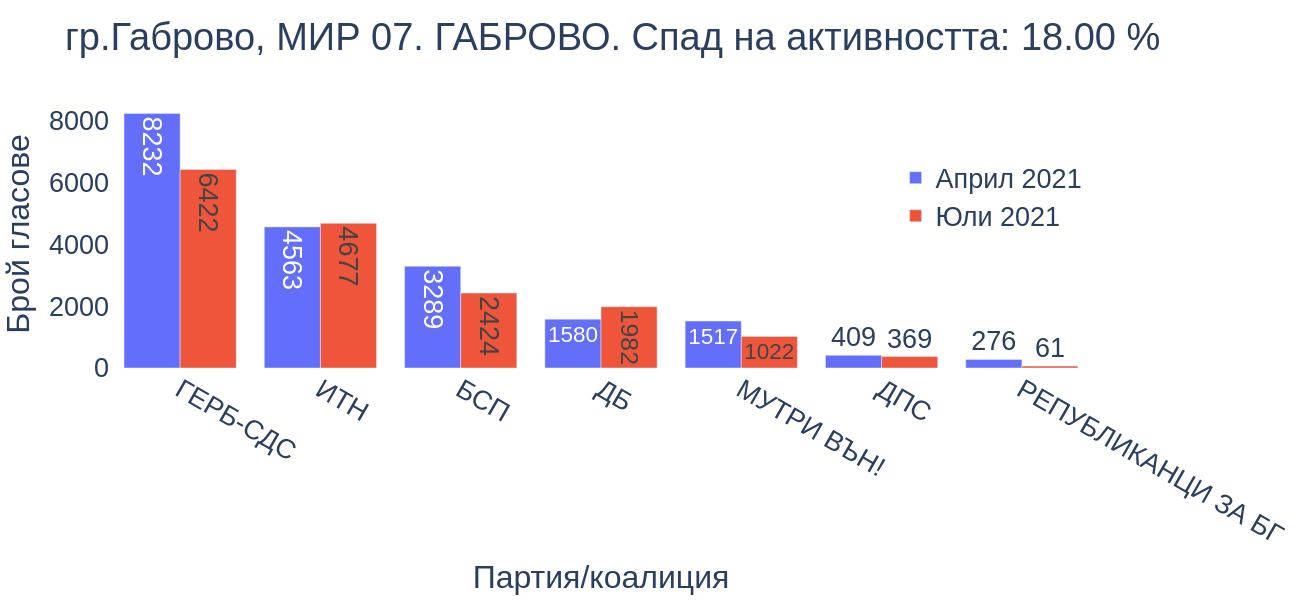 гр.Габрово, МИР 07. ГАБРОВО. Спад на активността: 18.00 %
Брой гласове
8000
6000
4000
2000
0
8232
6422
4563
4677
3289
2424
1580
1982
1517
1022
409
369
276
61
Април 2021
Юли 2021
ГЕРБ-СДС
ИТН
БСП
ДБ
МУТРИ ВЪН!
ДПС
РЕПУБЛИКАНЦИ ЗА БГ
Партия/коалиция